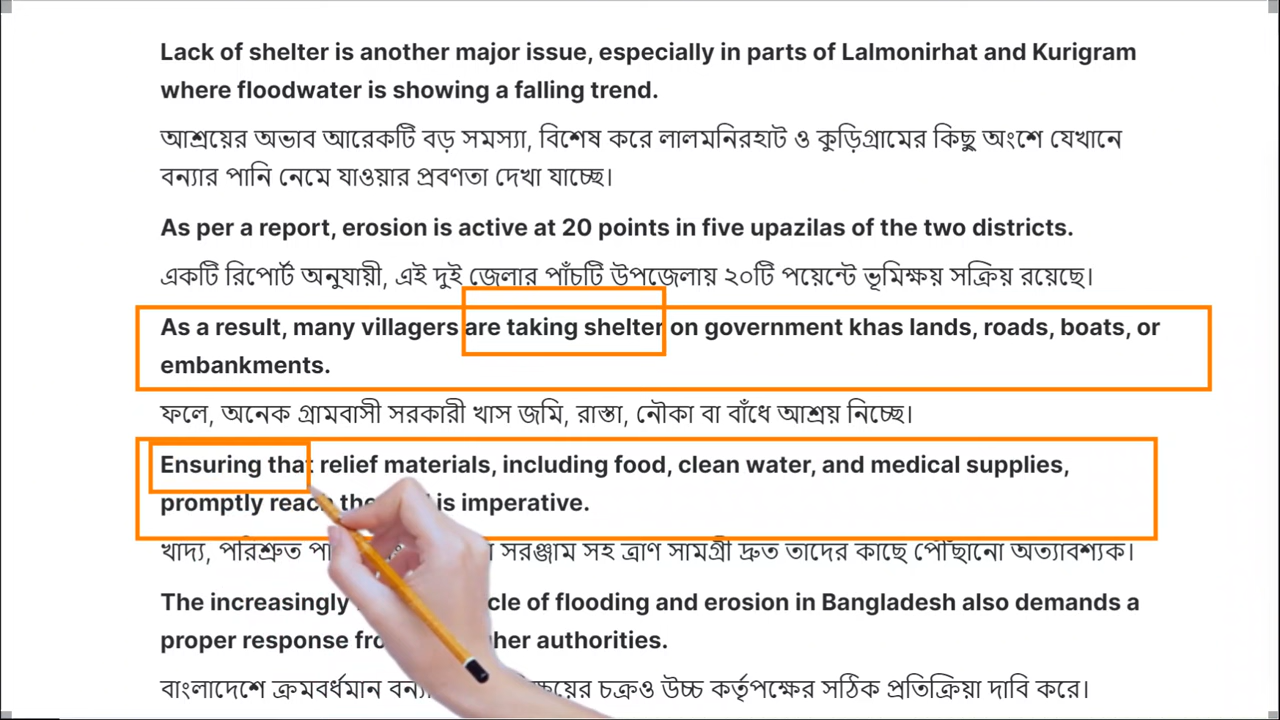 Lack of shelter is another major issue, especially in parts of Lalmonirhat and Kurigram
where floodwater is showing a falling trend.
আশ্রয়ের অভাব আরেকটি বড় সমস্যা, বিশেষ করে লালমনিরহাট ও কুড়িগ্রামের কিছু অংশে যেখানে
বন্যার পানি নেমে যাওয়ার প্রবণতা দেখা যাচ্ছে।
As per a report, erosion is active at 20 points in five upazilas of the two districts.
একটি রিপোর্ট অনুযায়ী, এই দুই জেলার পাঁচটি উপজেলায় ২০টি পয়েন্টে ভূমিক্ষয় সক্রিয় রয়েছে।
As a result, many villagers are taking shelter on government khas lands, roads, boats, or
embankments.
ফলে, অনেক গ্রামবাসী সরকারী খাস জমি, রাস্তা, নৌকা বা বাঁধে আশ্রয় নিচ্ছে।
Ensuring that relief materials, including food, clean water, and medical supplies,
promptly reach is imperative.
খাদ্য, পরিশ্রুত সরঞ্জাম সহ ত্রাণ সামগ্রী দ্রুত তাদের কাছে পৌঁছানো অত্যাবশ্যক।
The increasingly of flooding and erosion in Bangladesh also demands a
proper response authorities.
বাংলাদেশে ক্রমবর্ধমান চক্রও উচ্চ কর্তৃপক্ষের সঠিক প্রতিক্রিয়া দাবি করে।